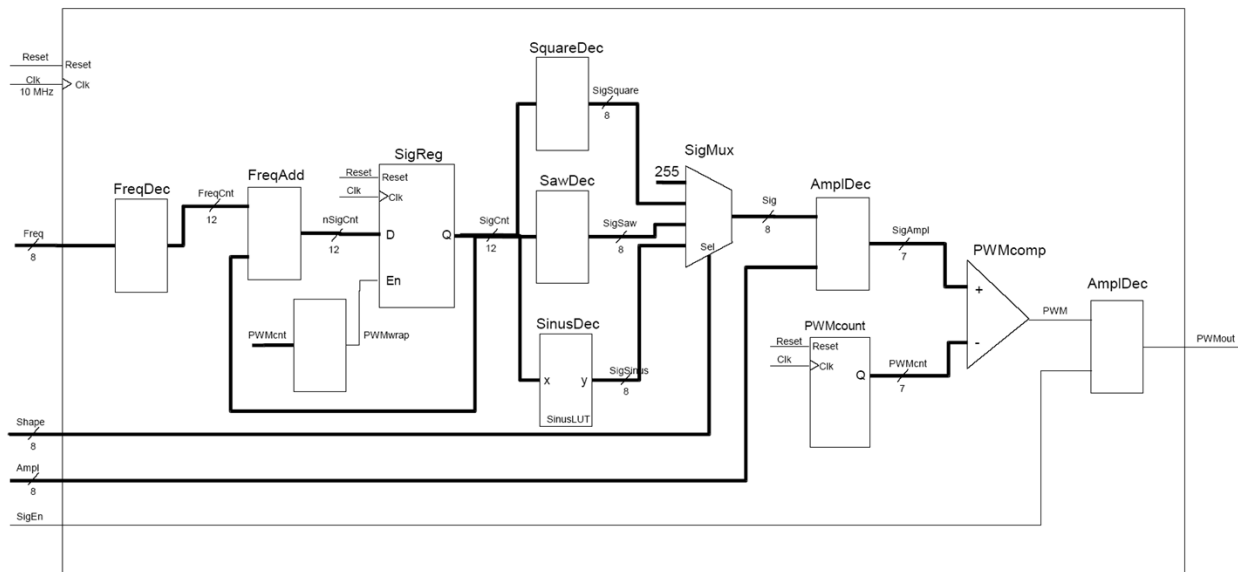 SquareDec
Reset
Reset
Clk
Clk
10 MHz
SigSquare
8
SigReg
SigMux
255
FreqDec
FreqAdd
SawDec
AmplDec
Reset
Reset
Clk
Clk
FreqCnt
12
nSigCnt
12
D
Q
SigCnt
12
SigSaw
8
Sig
8
Freq
8
Sel
SigAmpl
7
PWMcomp
En
+
-
AmplDec
PWMcnt
PWMwrap
SinusDec
PWMcount
PWM
PWMout
Reset
Reset
Clk
Clk
Q
PWMcnt
7
x
y
SigSinus
8
SinusLUT
Shape
8
Ampl
8
SigEn